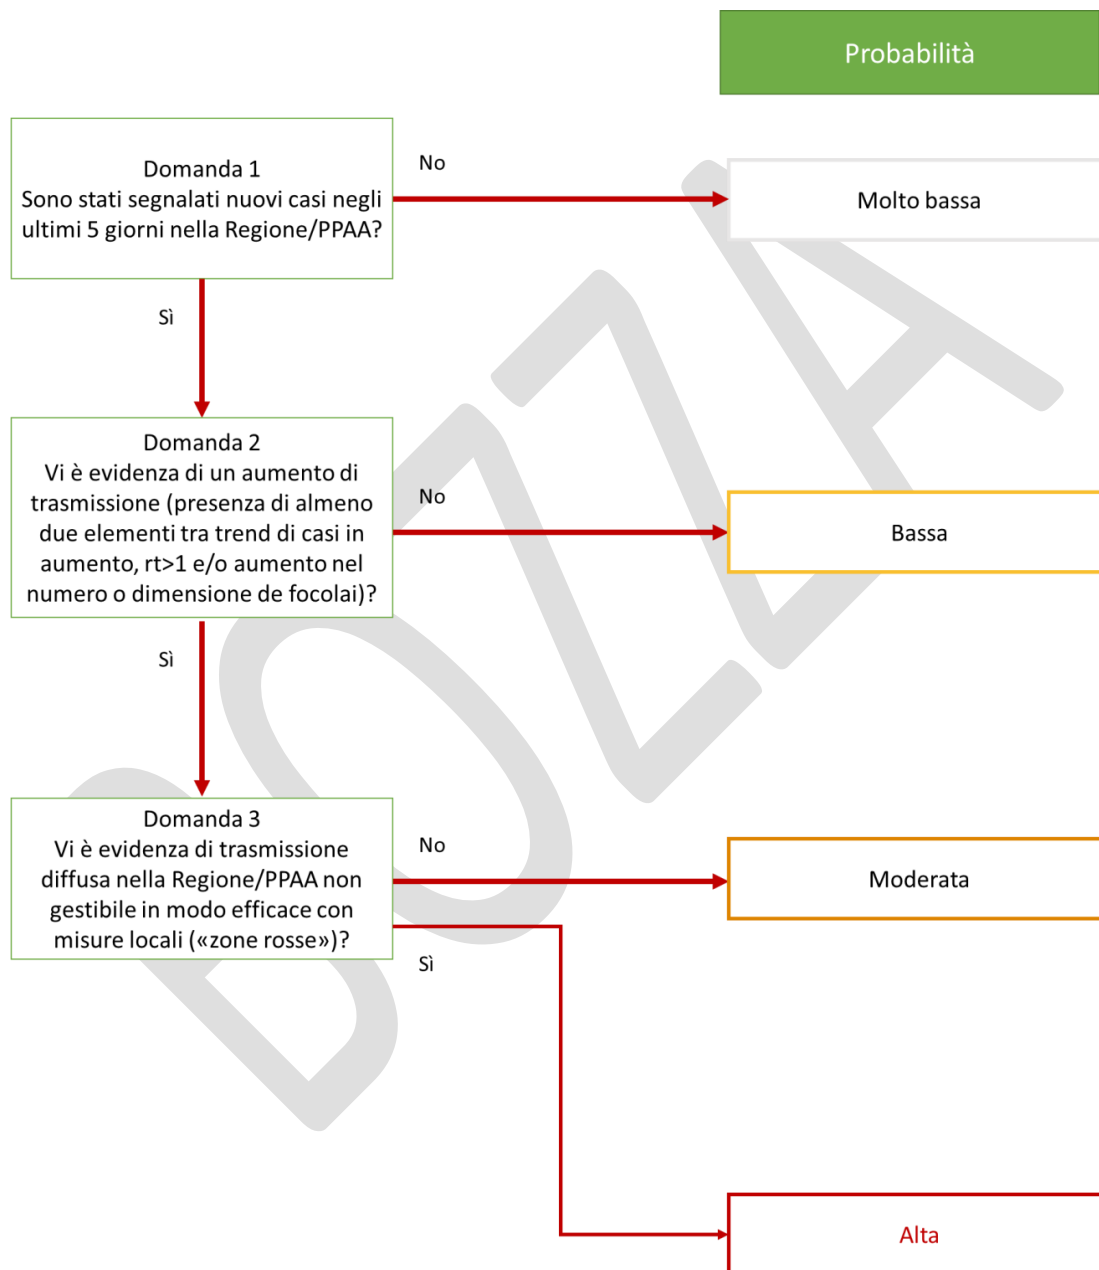 Probabilità
Domanda 1
Sono stati segnalati nuovi casi negli
ultimi 5 giorni nella Regione/PPAA?
No
Molto bassa
Sì
Domanda 2
Vi è evidenza di un aumento di
trasmissione (presenza di almeno
due elementi tra trend di casi in
aumento, rt>1 e/o aumento nel
numero o dimensione de focolai)?
No
Bassa
Sì
Domanda 3
Vi è evidenza di trasmissione
diffusa nella Regione/PPAA non
gestibile in modo efficace con
misure locali («zone rosse»)?
No
Moderata
Sì
Alta
BOZZA